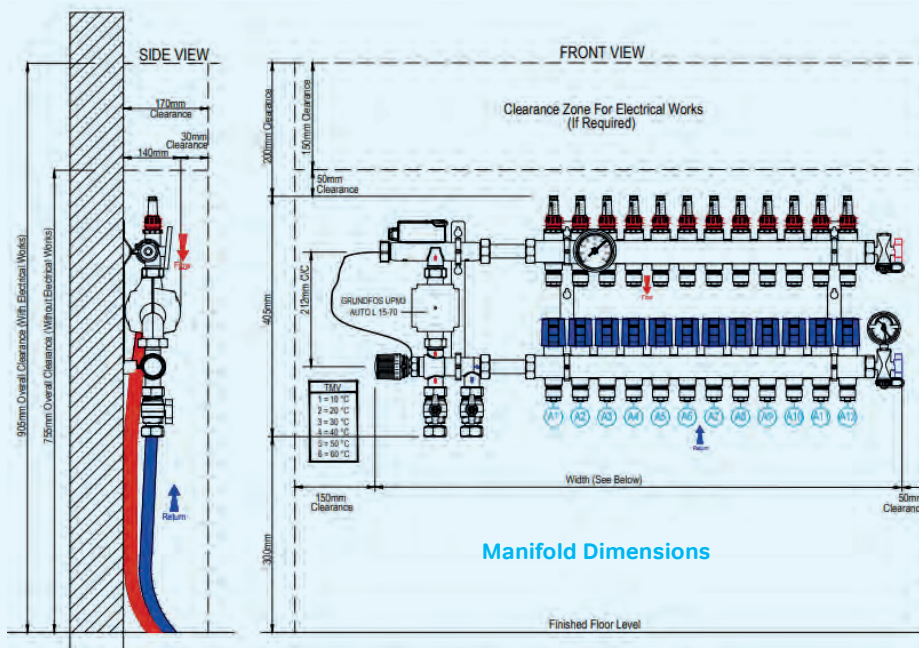 SIDE VIEW
170mm
Clearance
30mm
Clearance
140mm
905mm Overall Clearance (With Electrical Works)
755mm Overall Clearance (Without Electrical Works)
Flow
Return
FRONT VIEW
Clearance Zone For Electrical Works
(If Required)
200mm Clearance
150mm Clearance
50mm
Clearance
405mm
212mm C/C
GRUNDFOS UPM3
AUTO L 15-70
Flow
TMV
1 = 10 °C
2 = 20 °C
3 = 30 °C
4 = 40 °C
5 = 50 °C
6 = 60 °C
A1 A2 A3 A4 A5 A6 A7 A8 A9 A10 A11 A12
Return
Width (See Below)
150mm
Clearance
50mm
Clearance
300mm
Manifold Dimensions
Finished Floor Level